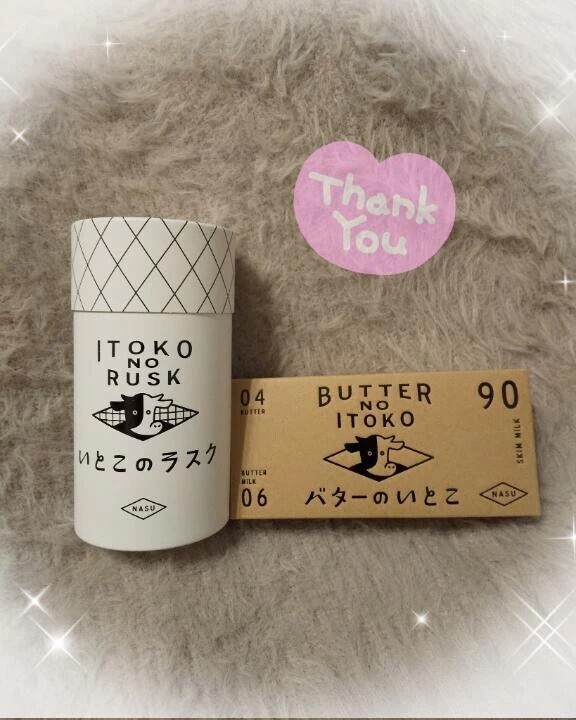 Thank
You
ITOKO
NO
RUSK
いとこのラスク
NASU
04
BUTTER
BUTTER
MILK
06
BUTTER
NO
ITOKO
バターのいとこ
90
SKIM MILK
NASU